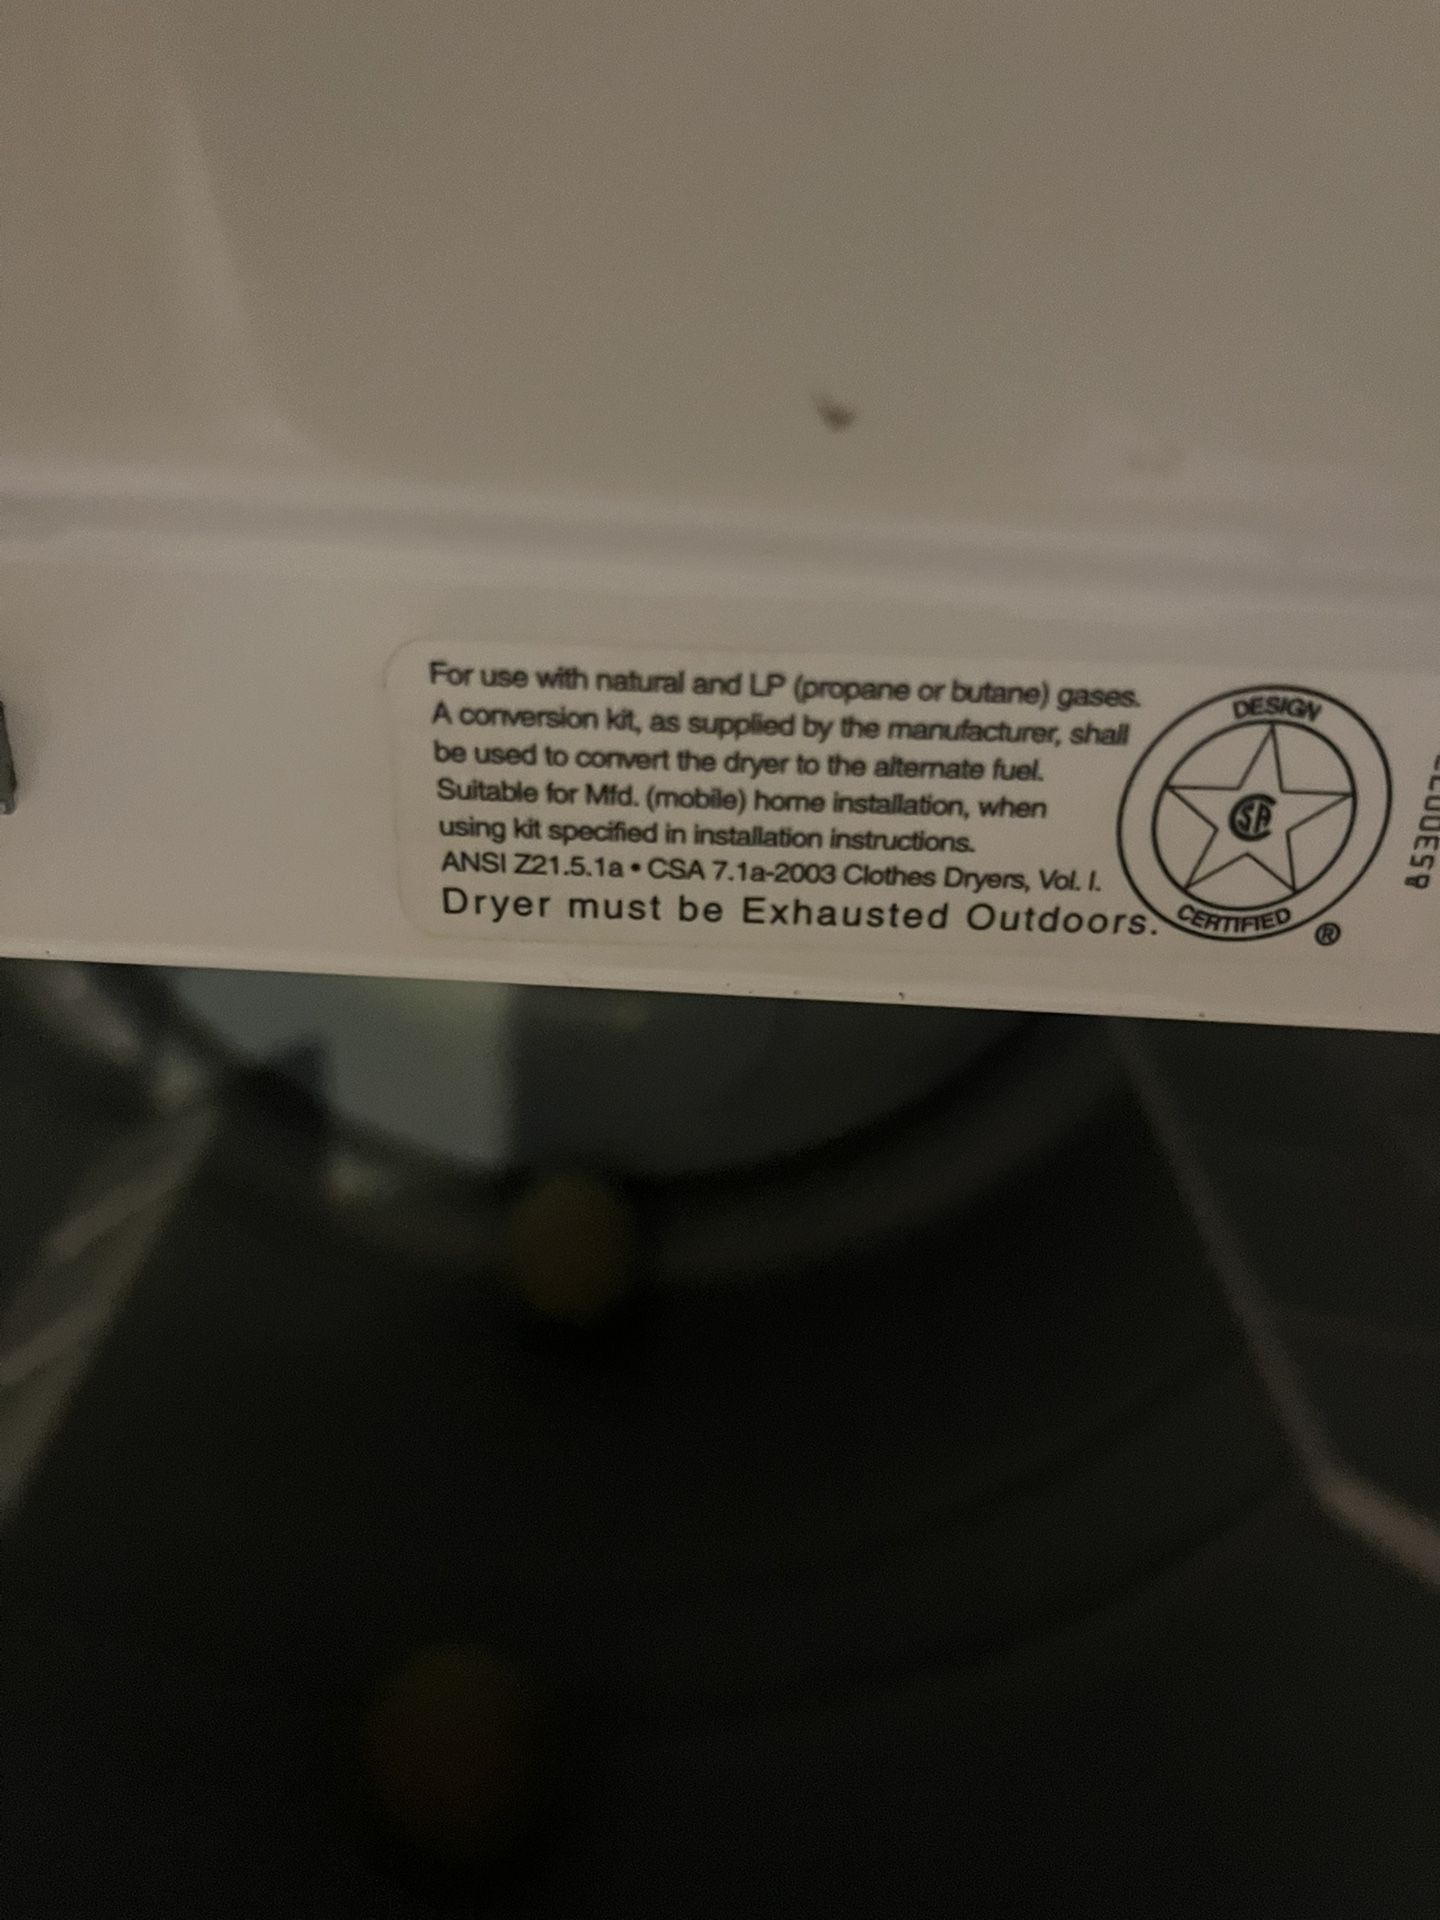 For use with natural and LP (propane or butane) gases.
A conversion kit, as supplied by the manufacturer, shall
be used to convert the dryer to the alternate fuel.
Suitable for Mfd. (mobile) home installation, when
using kit specified in installation instructions.
ANSI Z21.5.1a • CSA 7.1a-2003 Clothes Dryers, Vol. I.
Dryer must be Exhausted Outdoors.
DESIGN
CSA
CERTIFIED
®